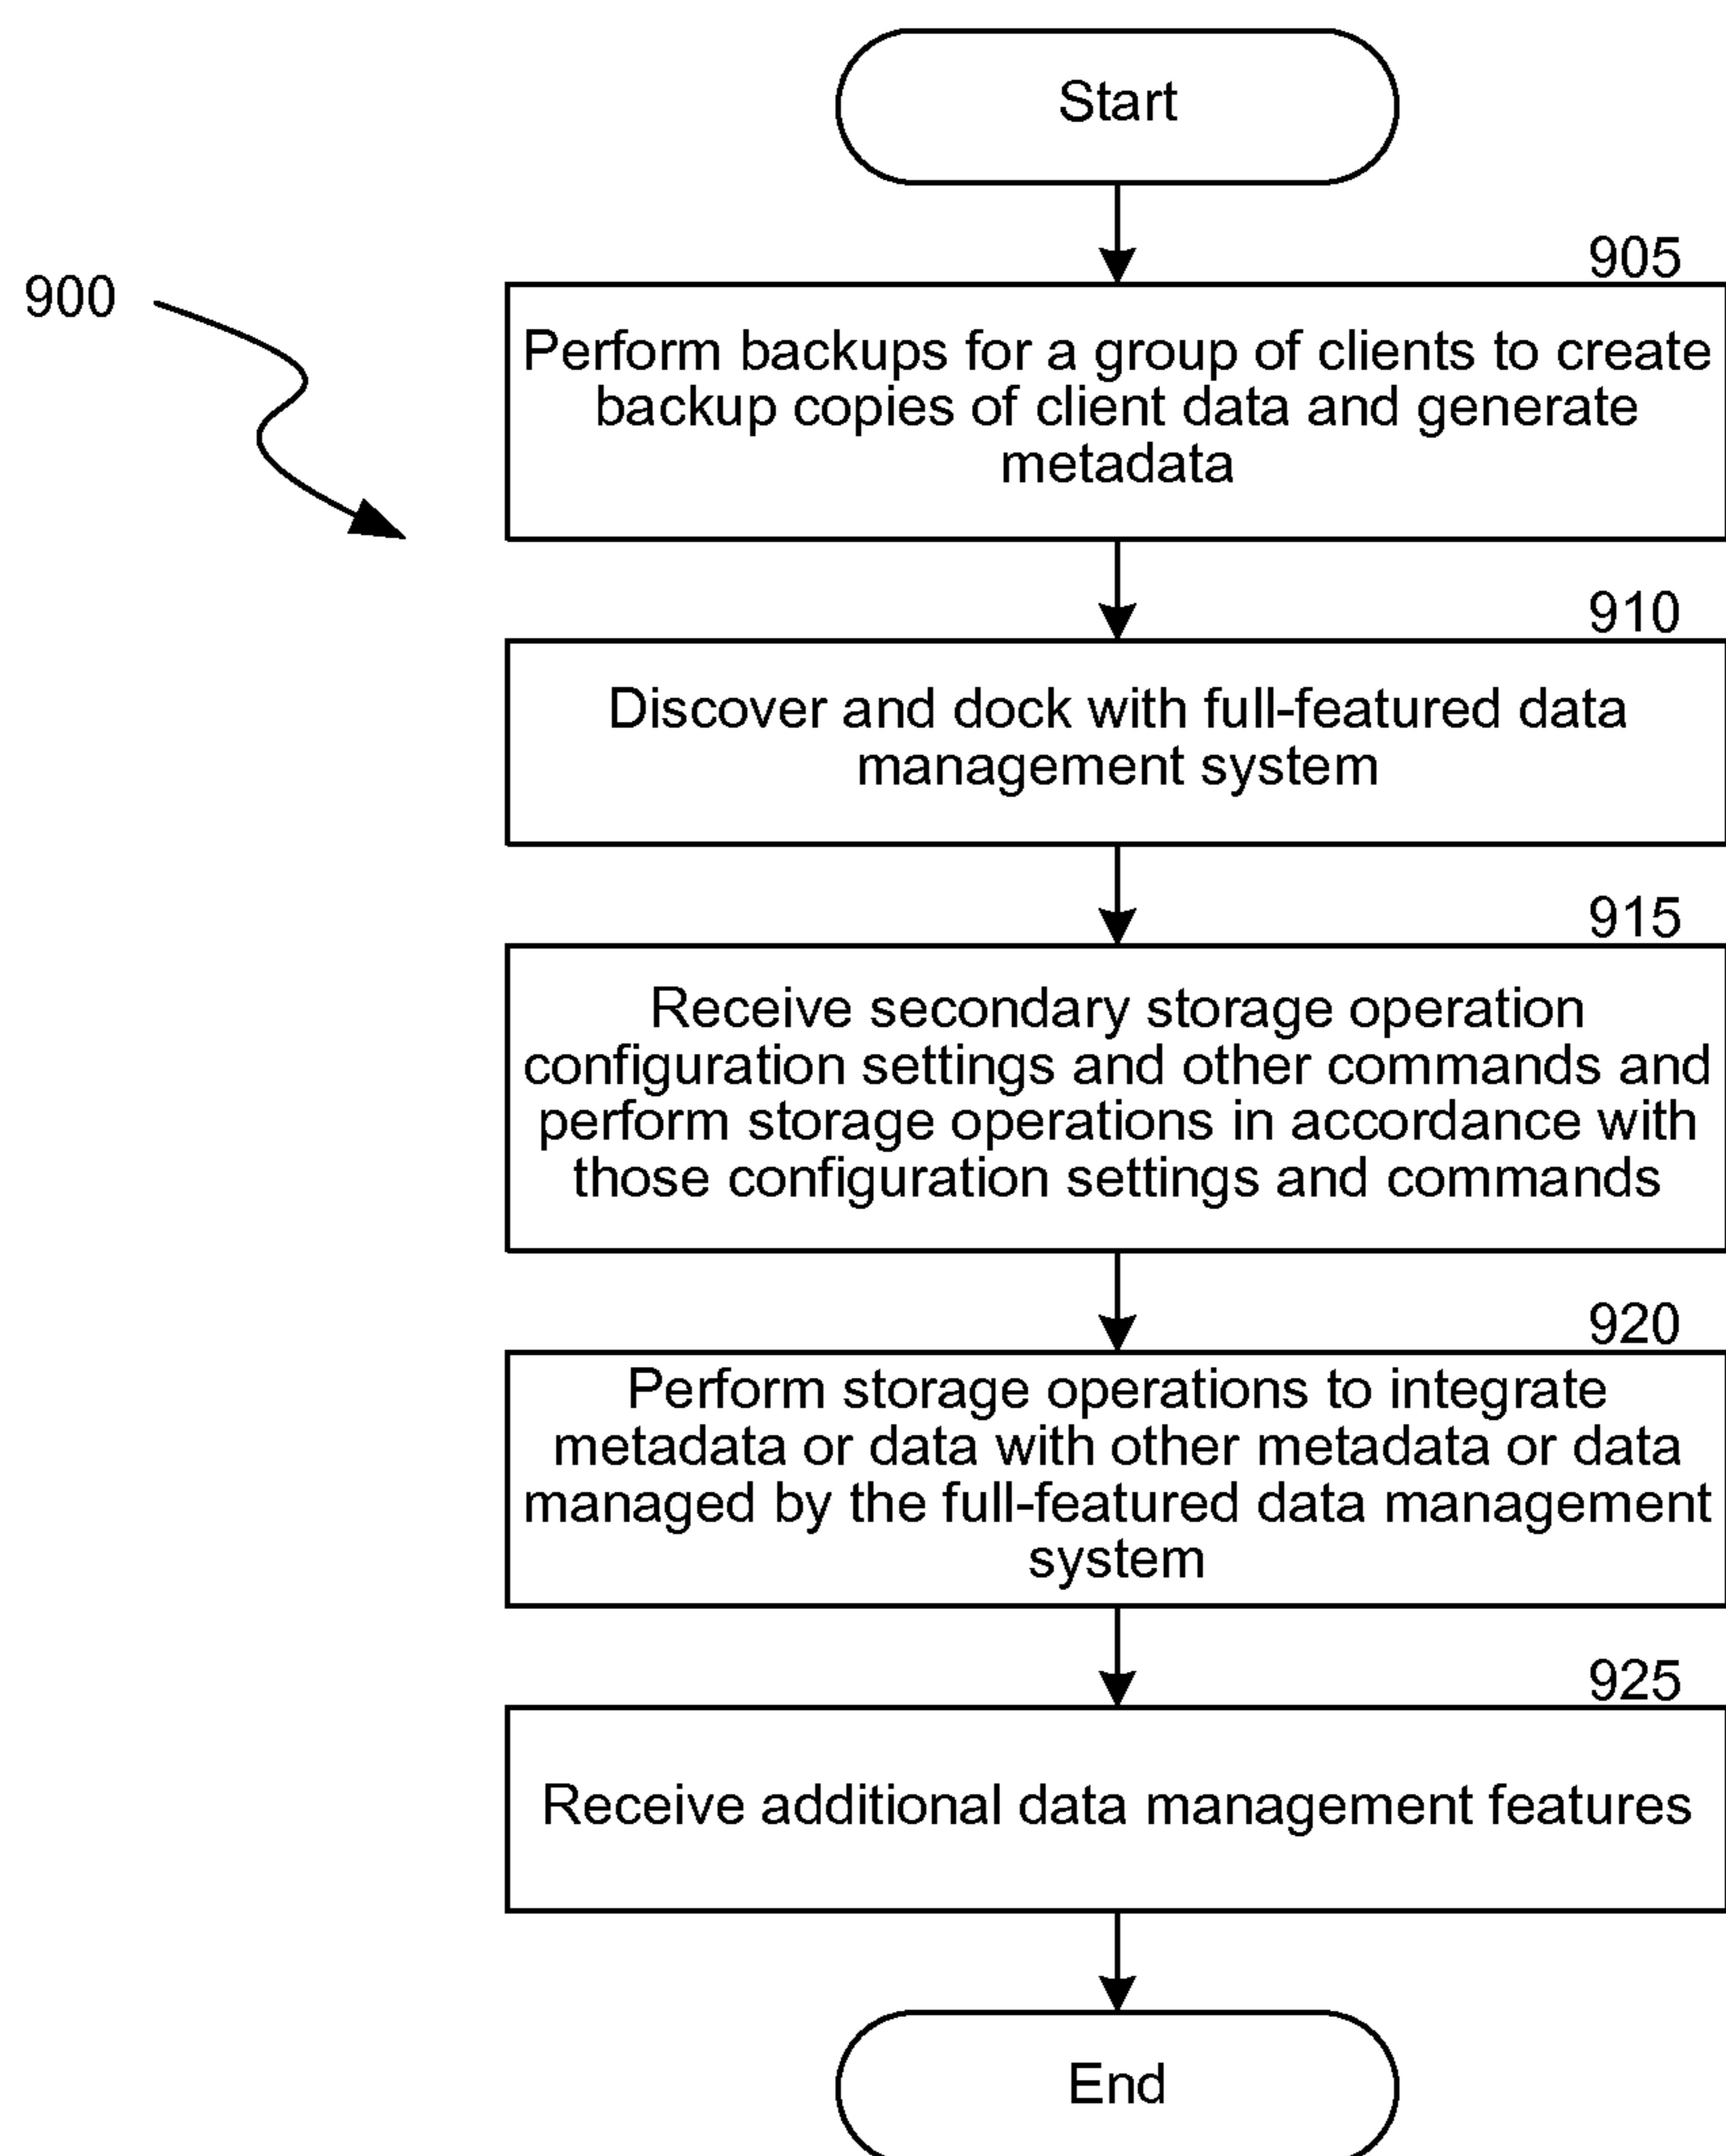 Start
900
905
Perform backups for a group of clients to create
backup copies of client data and generate
metadata
910
Discover and dock with full-featured data
management system
915
Receive secondary storage operation
configuration settings and other commands and
perform storage operations in accordance with
those configuration settings and commands
920
Perform storage operations to integrate
metadata or data with other metadata or data
managed by the full-featured data management
system
925
Receive additional data management features
End